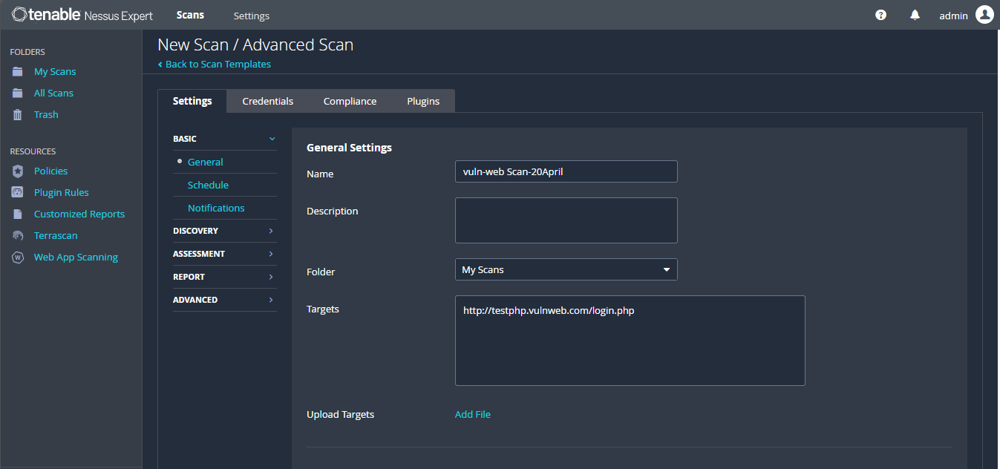 tenable Nessus Expert Scans Settings ? admin
FOLDERS
My Scans
All Scans
Trash
RESOURCES
Policies
Plugin Rules
Customized Reports
Terrascan
W Web App Scanning
New Scan / Advanced Scan
Back to Scan Templates
Settings Credentials Compliance Plugins
BASIC
General
Schedule
Notifications
DISCOVERY
ASSESSMENT
REPORT
ADVANCED
General Settings
Name vuln-web Scan-20April
Description
Folder My Scans
Targets http://testphp.vulnweb.com/login.php
Upload Targets Add File